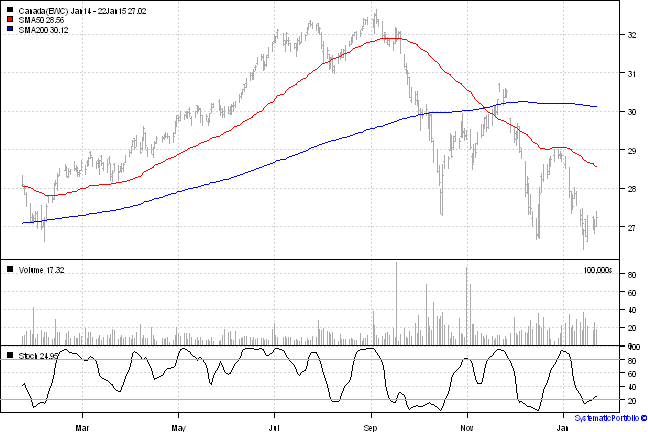 Canada(EWC) Jan14 - 22Jan15 27.02
SMA50 28.56
SMA200 30.12
32
31
30
29
28
27
Volume 17.32
100,000s
80
60
40
20
0
Stoch 24.95
100
80
60
40
20
Mar May Jul Sep Nov Jan
SystematicPortfolio ©